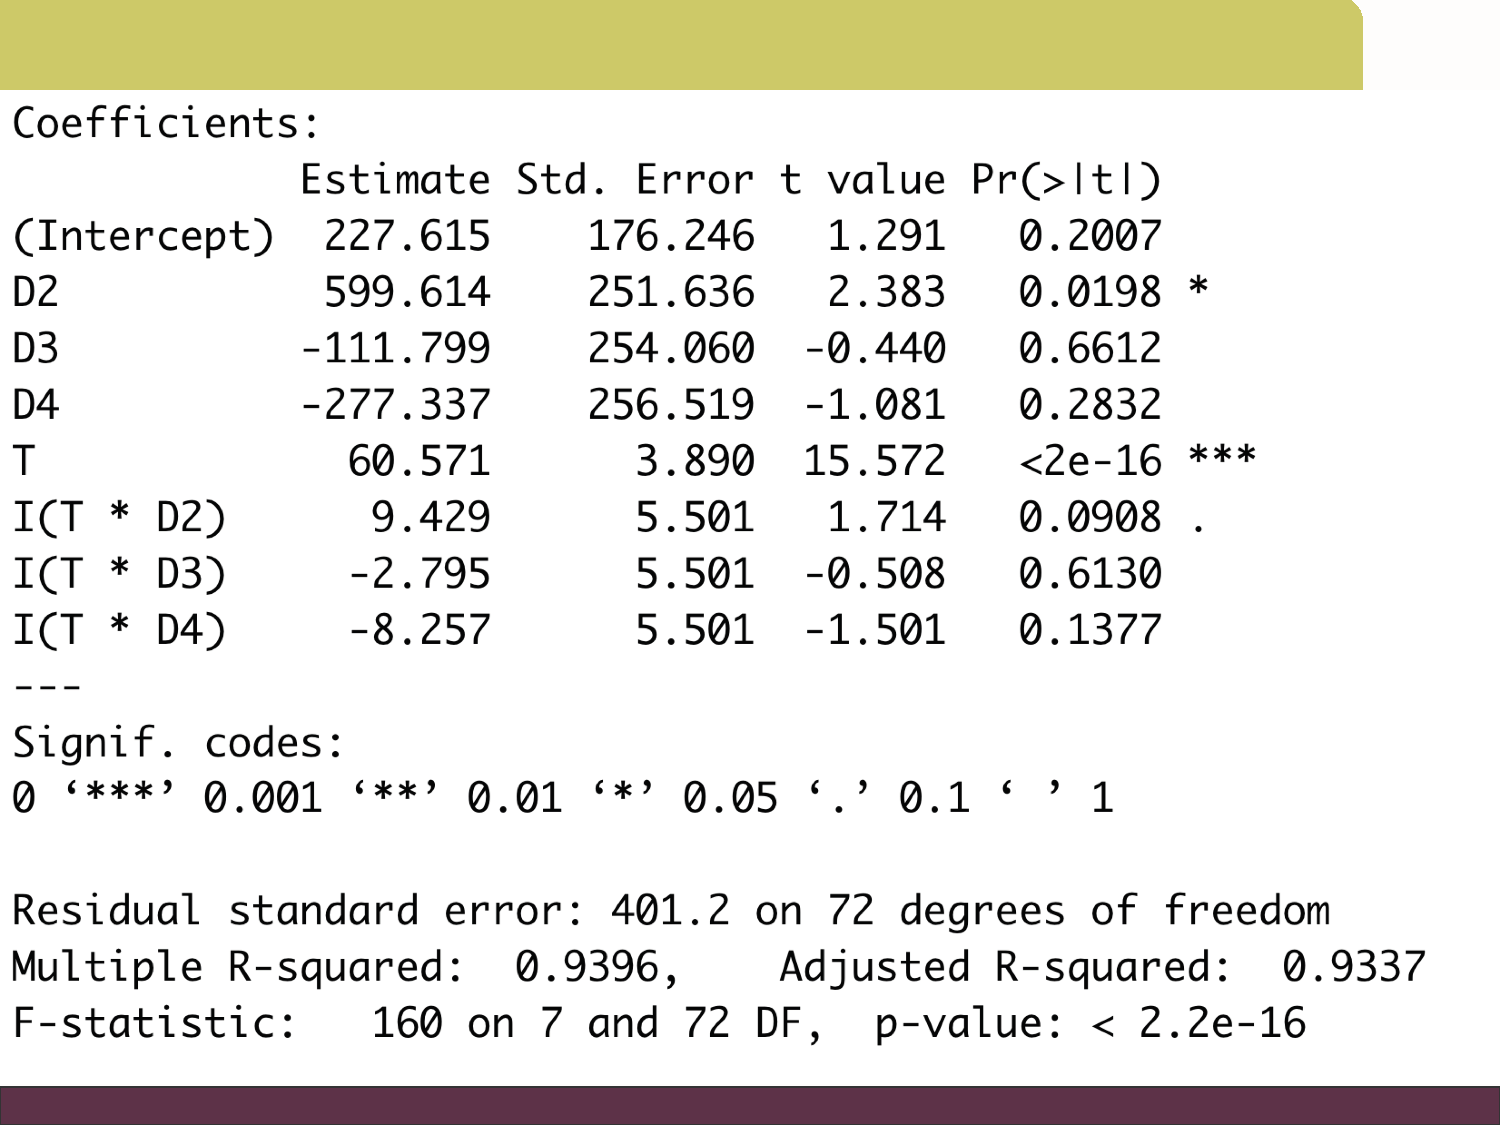 Coefficients:
            Estimate Std. Error t value Pr(>|t|)
(Intercept)  227.615    176.246   1.291   0.2007
D2           599.614    251.636   2.383   0.0198 *
D3          -111.799    254.060  -0.440   0.6612
D4          -277.337    256.519  -1.081   0.2832
T             60.571      3.890  15.572   <2e-16 ***
I(T * D2)      9.429      5.501   1.714   0.0908 .
I(T * D3)     -2.795      5.501  -0.508   0.6130
I(T * D4)     -8.257      5.501  -1.501   0.1377
---
Signif. codes:
0 ‘***’ 0.001 ‘**’ 0.01 ‘*’ 0.05 ‘.’ 0.1 ‘ ’ 1
Residual standard error: 401.2 on 72 degrees of freedom
Multiple R-squared:  0.9396,    Adjusted R-squared:  0.9337
F-statistic:   160 on 7 and 72 DF,  p-value: < 2.2e-16